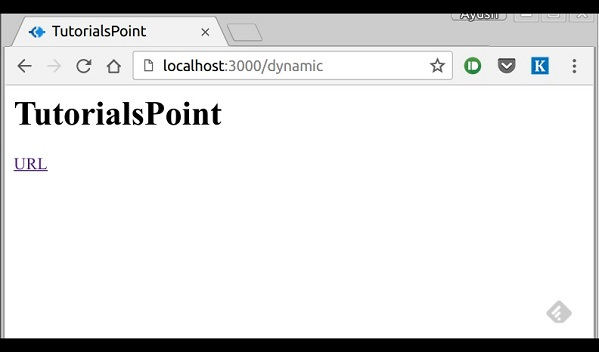 Ayush
TutorialsPoint
localhost:3000/dynamic
K
TutorialsPoint
URL